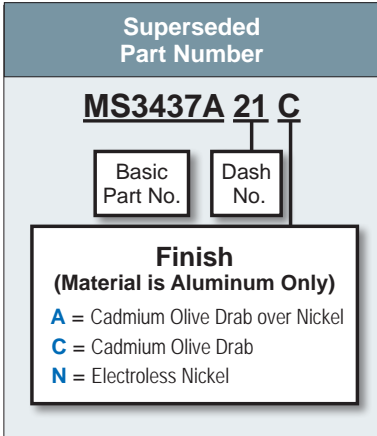 Superseded
Part Number
MS3437A 21 C
Basic
Part No.
Dash
No.
Finish
(Material is Aluminum Only)
A = Cadmium Olive Drab over Nickel
C = Cadmium Olive Drab
N = Electroless Nickel